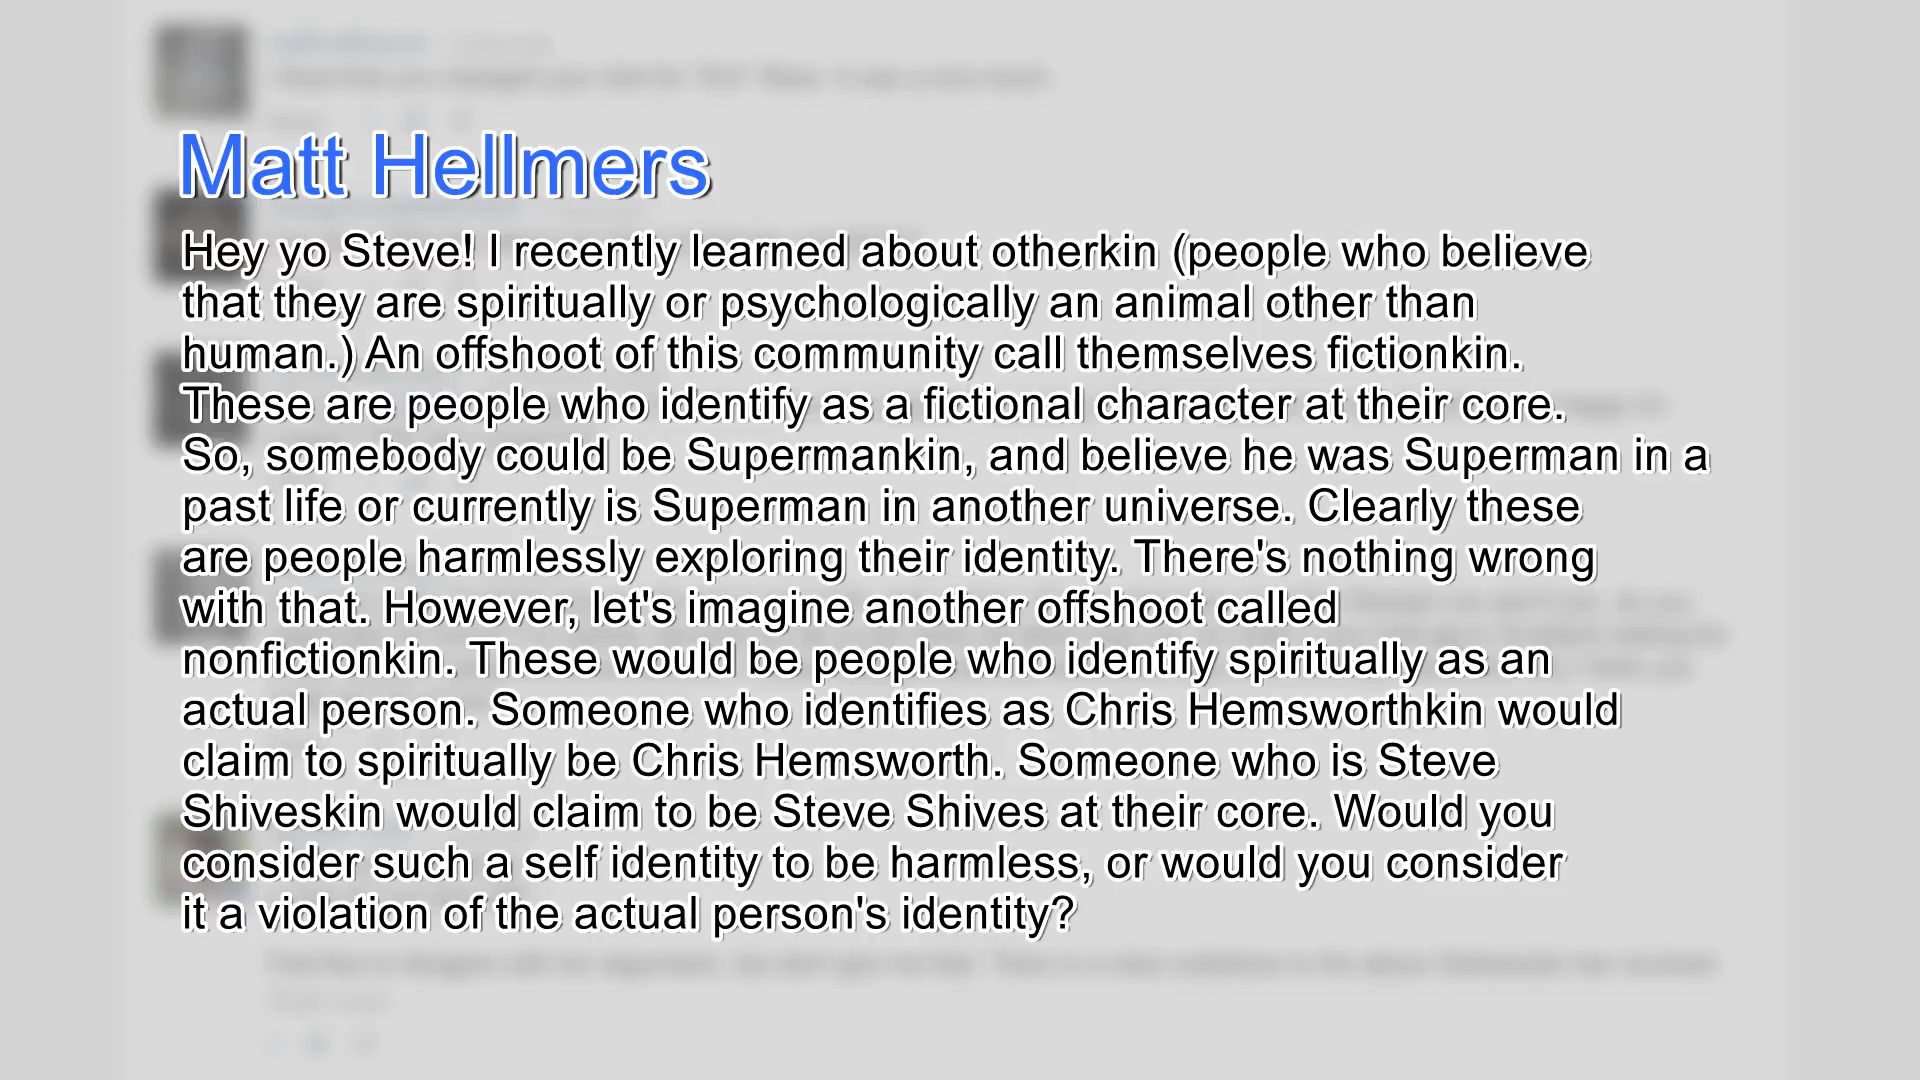 Matt Hellmers
Hey yo Steve! I recently learned about otherkin (people who believe
that they are spiritually or psychologically an animal other than
human.) An offshoot of this community call themselves fictionkin.
These are people who identify as a fictional character at their core.
So, somebody could be Supermankin, and believe he was Superman in a
past life or currently is Superman in another universe. Clearly these
are people harmlessly exploring their identity. There's nothing wrong
with that. However, let's imagine another offshoot called
nonfictionkin. These would be people who identify spiritually as an
actual person. Someone who identifies as Chris Hemsworthkin would
claim to spiritually be Chris Hemsworth. Someone who is Steve
Shiveskin would claim to be Steve Shives at their core. Would you
consider such a self identity to be harmless, or would you consider
it a violation of the actual person's identity?